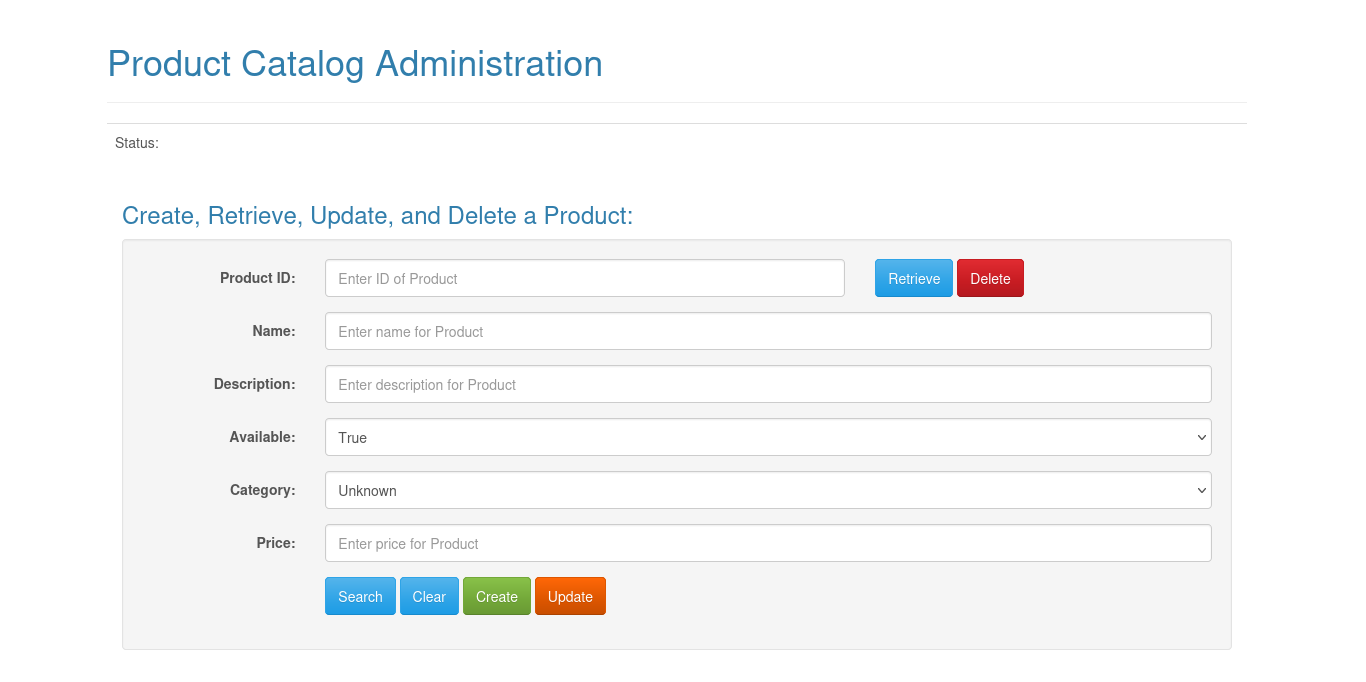 Product Catalog Administration
Status:
Create, Retrieve, Update, and Delete a Product:
Product ID: Enter ID of Product Retrieve Delete
Name: Enter name for Product
Description: Enter description for Product
Available: True
Category: Unknown
Price: Enter price for Product
Search Clear Create Update